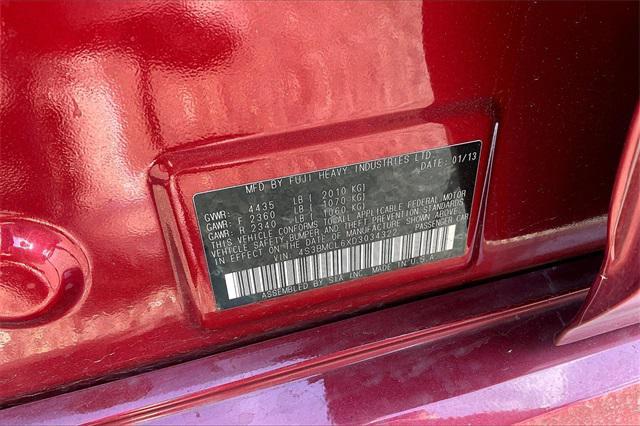 MFD BY FUJI HEAVY INDUSTRIES LTD. DATE: 01/13
GVWR: 4435 LB ( 2010 KG)
GAWR: F 2360 LB ( 1070 KG)
GAWR: R 2340 LB ( 1060 KG)
THIS VEHICLE CONFORMS TO ALL APPLICABLE FEDERAL MOTOR
VEHICLE SAFETY, BUMPER AND THEFT PREVENTION STANDARDS
IN EFFECT ON THE DATE OF MANUFACTURE SHOWN ABOVE.
VIN: 4S3BMCL6XD3034322 PASSENGER CAR
ASSEMBLED BY SIA INC. MADE IN U.S.A.